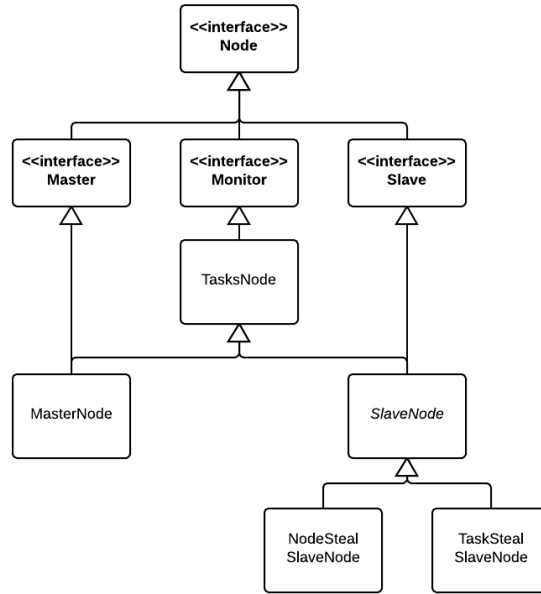 <<interface>>
Node
<<interface>>
Master
<<interface>>
Monitor
<<interface>>
Slave
TasksNode
MasterNode
SlaveNode
NodeSteal
SlaveNode
TaskSteal
SlaveNode